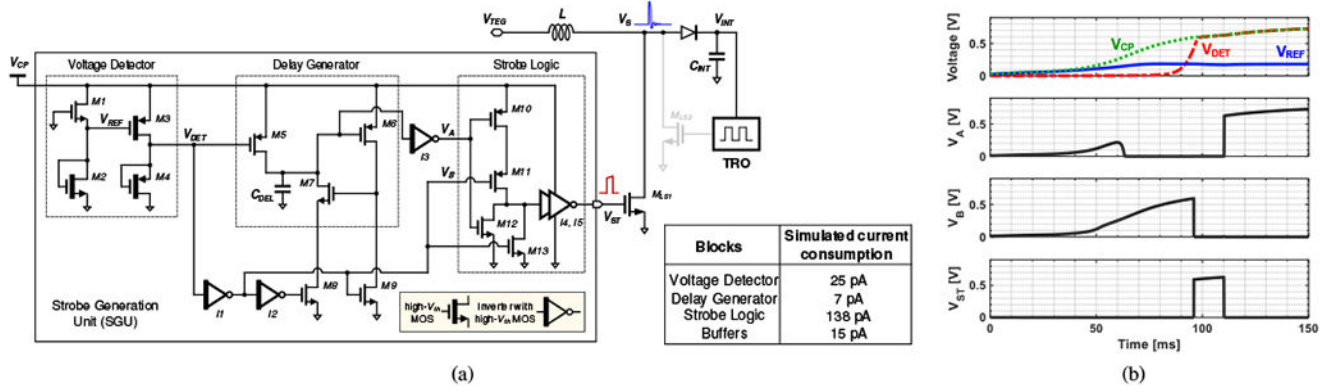 V_TEG
L
V_S
V_INT
C_INT
V_CP
Voltage Detector
Delay Generator
Strobe Logic
M1
M3
V_REF
V_DET
M2
M4
M5
M6
M7
C_DEL
I3
V_A
V_B
M10
M11
M12
M13
I4, I5
V_ST
M_LS1
M_LS2
TRO
M8
M9
I1
I2
Strobe Generation
Unit (SGU)
high-V_th
MOS
Inverter with
high-V_th MOS
Blocks
Simulated current
consumption
Voltage Detector 25 pA
Delay Generator 7 pA
Strobe Logic 138 pA
Buffers 15 pA
(a)
Voltage [V]
0.5
0
V_CP
V_DET
V_REF
V_A [V]
0.5
0
V_B [V]
0.5
0
V_ST [V]
0.5
0
0 50 100 150
Time [ms]
(b)